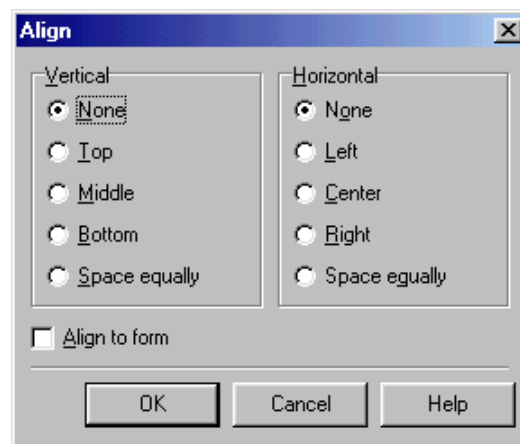 Align
Vertical
None
Top
Middle
Bottom
Space equally
Horizontal
None
Left
Center
Right
Space equally
Align to form
OK
Cancel
Help